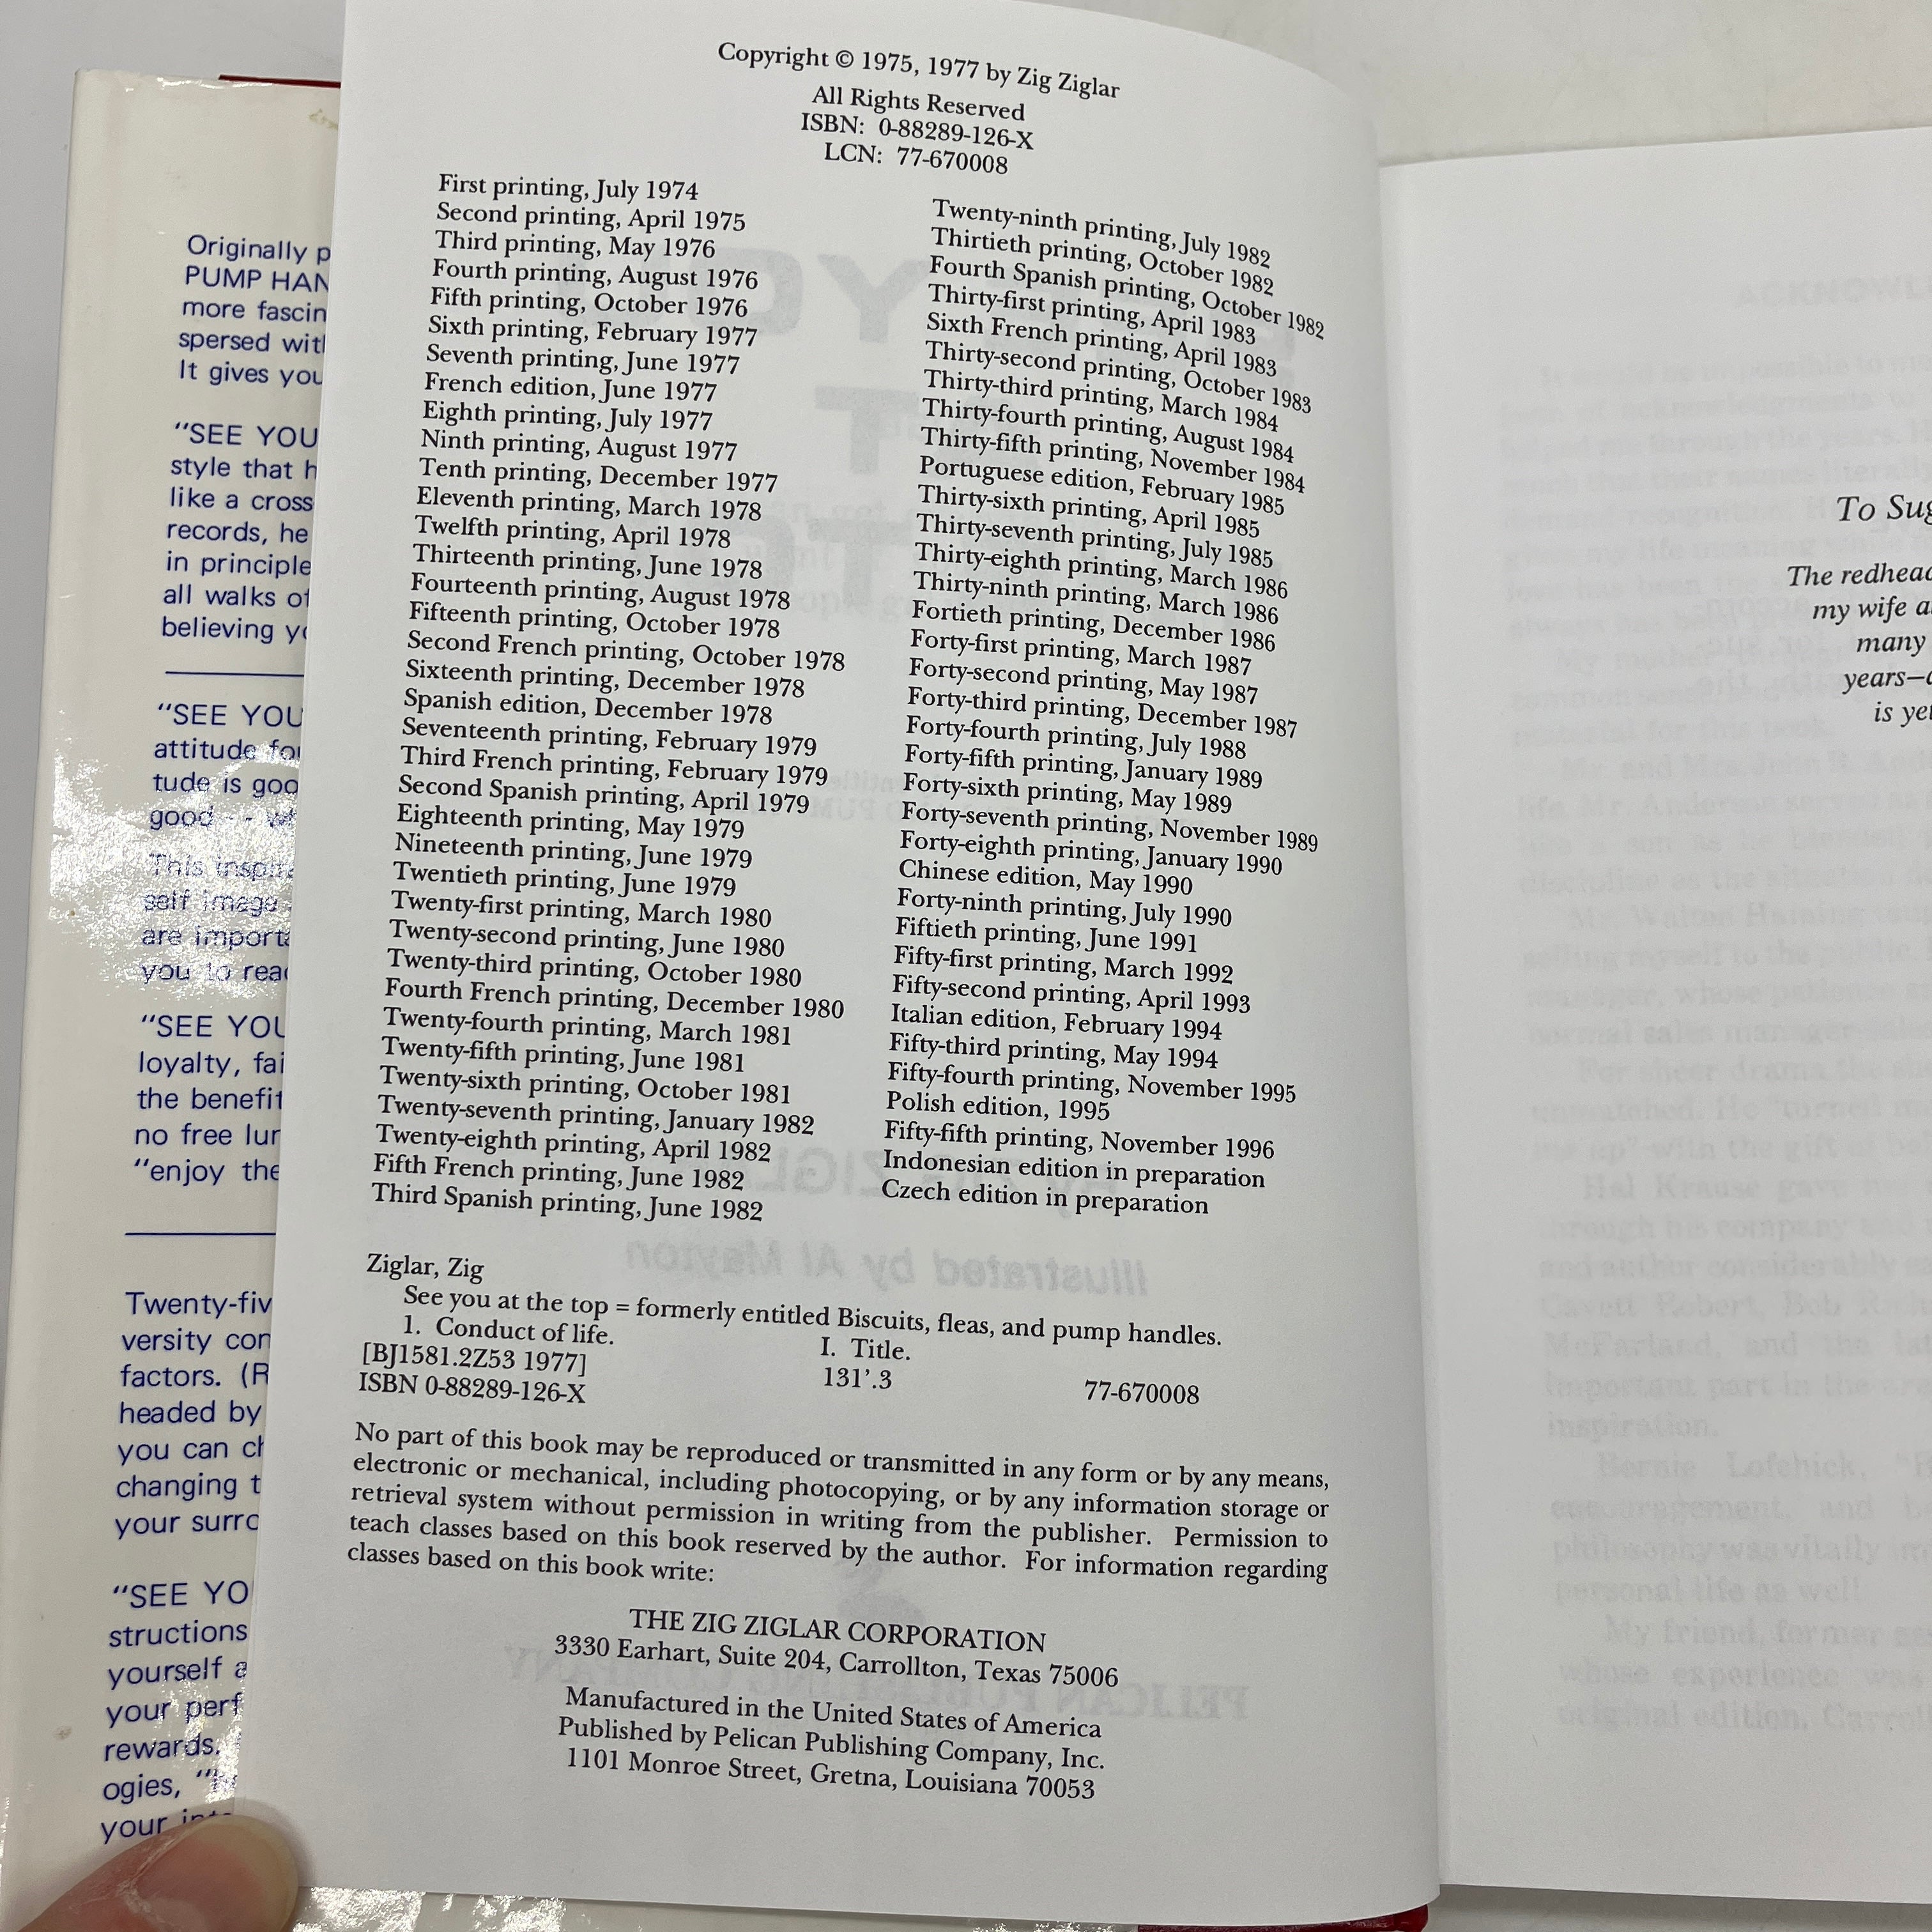 Originally p
PUMP HAN
more fascin
spersed wit
It gives you
"SEE YOU
style that h
like a cross
records, he
in principle
all walks of
believing yo
"SEE YOU
attitude for
tude is goo
good - - wh
This inspira
self image
are importa
you to read
"SEE YOU
loyalty, fai
the benefit
no free lun
"enjoy the
Twenty-fiv
versity con
factors. (R
headed by
you can ch
changing t
your surro
"SEE YO
structions
yourself a
your perf
rewards.
ogies,
your
Copyright © 1975, 1977 by Zig Ziglar
All Rights Reserved
ISBN: 0-88289-126-X
LCN: 77-670008
First printing, July 1974
Second printing, April 1975
Third printing, May 1976
Fourth printing, August 1976
Fifth printing, October 1976
Sixth printing, February 1977
Seventh printing, June 1977
French edition, June 1977
Eighth printing, July 1977
Ninth printing, August 1977
Tenth printing, December 1977
Eleventh printing, March 1978
Twelfth printing, April 1978
Thirteenth printing, June 1978
Fourteenth printing, August 1978
Fifteenth printing, October 1978
Second French printing, October 1978
Sixteenth printing, December 1978
Spanish edition, December 1978
Seventeenth printing, February 1979
Third French printing, February 1979
Second Spanish printing, April 1979
Eighteenth printing, May 1979
Nineteenth printing, June 1979
Twentieth printing, June 1979
Twenty-first printing, March 1980
Twenty-second printing, June 1980
Twenty-third printing, October 1980
Fourth French printing, December 1980
Twenty-fourth printing, March 1981
Twenty-fifth printing, June 1981
Twenty-sixth printing, October 1981
Twenty-seventh printing, January 1982
Twenty-eighth printing, April 1982
Fifth French printing, June 1982
Third Spanish printing, June 1982
Twenty-ninth printing, July 1982
Thirtieth printing, October 1982
Fourth Spanish printing, October 1982
Thirty-first printing, April 1983
Sixth French printing, April 1983
Thirty-second printing, October 1983
Thirty-third printing, March 1984
Thirty-fourth printing, August 1984
Thirty-fifth printing, November 1984
Portuguese edition, February 1985
Thirty-sixth printing, April 1985
Thirty-seventh printing, July 1985
Thirty-eighth printing, March 1986
Thirty-ninth printing, March 1986
Fortieth printing, December 1986
Forty-first printing, March 1987
Forty-second printing, May 1987
Forty-third printing, December 1987
Forty-fourth printing, July 1988
Forty-fifth printing, January 1989
Forty-sixth printing, May 1989
Forty-seventh printing, November 1989
Forty-eighth printing, January 1990
Chinese edition, May 1990
Forty-ninth printing, July 1990
Fiftieth printing, June 1991
Fifty-first printing, March 1992
Fifty-second printing, April 1993
Italian edition, February 1994
Fifty-third printing, May 1994
Fifty-fourth printing, November 1995
Polish edition, 1995
Fifty-fifth printing, November 1996
Indonesian edition in preparation
Czech edition in preparation
Ziglar, Zig
See you at the top = formerly entitled Biscuits, fleas, and pump handles.
1. Conduct of life. I. Title.
[BJ1581.2Z53 1977] 131'.3 77-670008
ISBN 0-88289-126-X
No part of this book may be reproduced or transmitted in any form or by any means,
electronic or mechanical, including photocopying, or by any information storage or
retrieval system without permission in writing from the publisher. Permission to
teach classes based on this book reserved by the author. For information regarding
classes based on this book write:
THE ZIG ZIGLAR CORPORATION
3330 Earhart, Suite 204, Carrollton, Texas 75006
Manufactured in the United States of America
Published by Pelican Publishing Company, Inc.
1101 Monroe Street, Gretna, Louisiana 70053
To Sug
The redhead
my wife a
many
years—
is yet